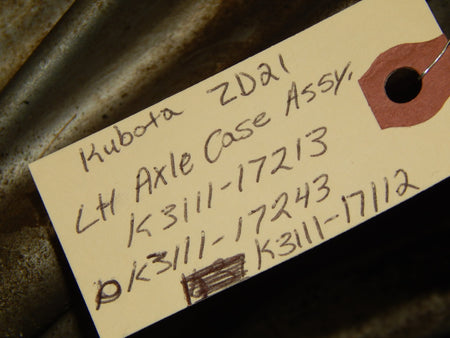 Kubota ZD21
LH Axle Case Assy.
K3111-17213
K3111-17243
K3111-17112